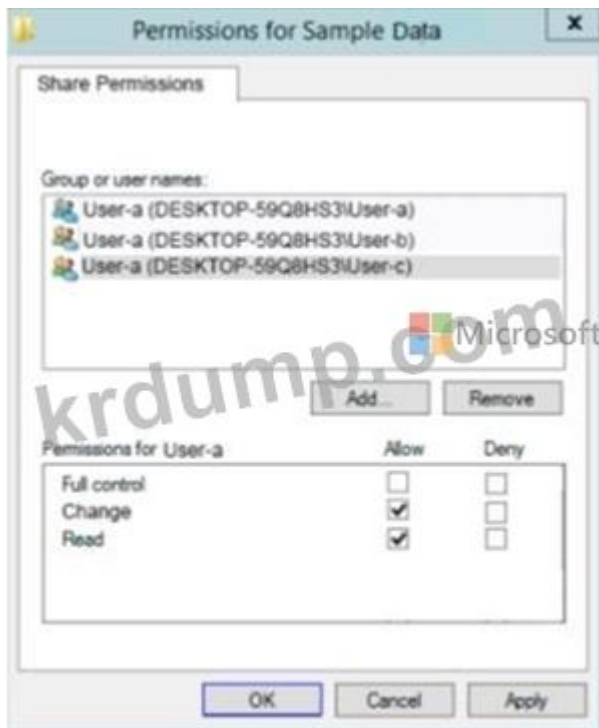 Permissions for Sample Data
x
Share Permissions
Group or user names:
User-a (DESKTOP-59Q8HS3\User-a)
User-a (DESKTOP-59Q8HS3\User-b)
User-a (DESKTOP-59Q8HS3\User-c)
Microsoft
krdump.com
Add... Remove
Permissions for User-a Allow Deny
Full control
Change
Read
OK Cancel Apply